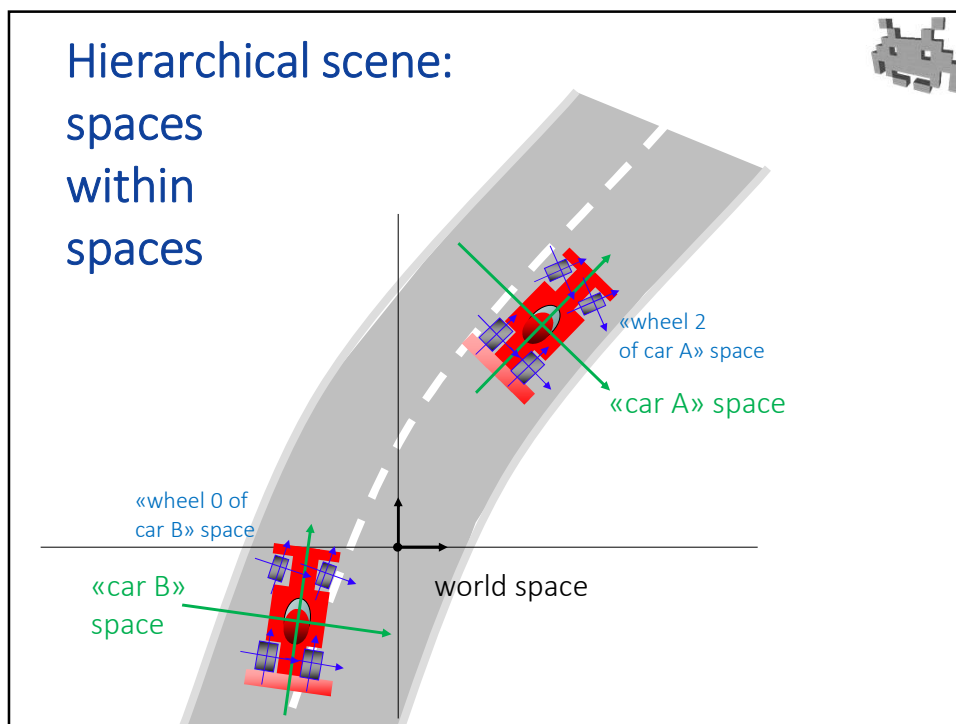 Hierarchical scene:
spaces
within
spaces
«wheel 2
of car A» space
«car A» space
«wheel 0 of
car B» space
«car B»
space
world space